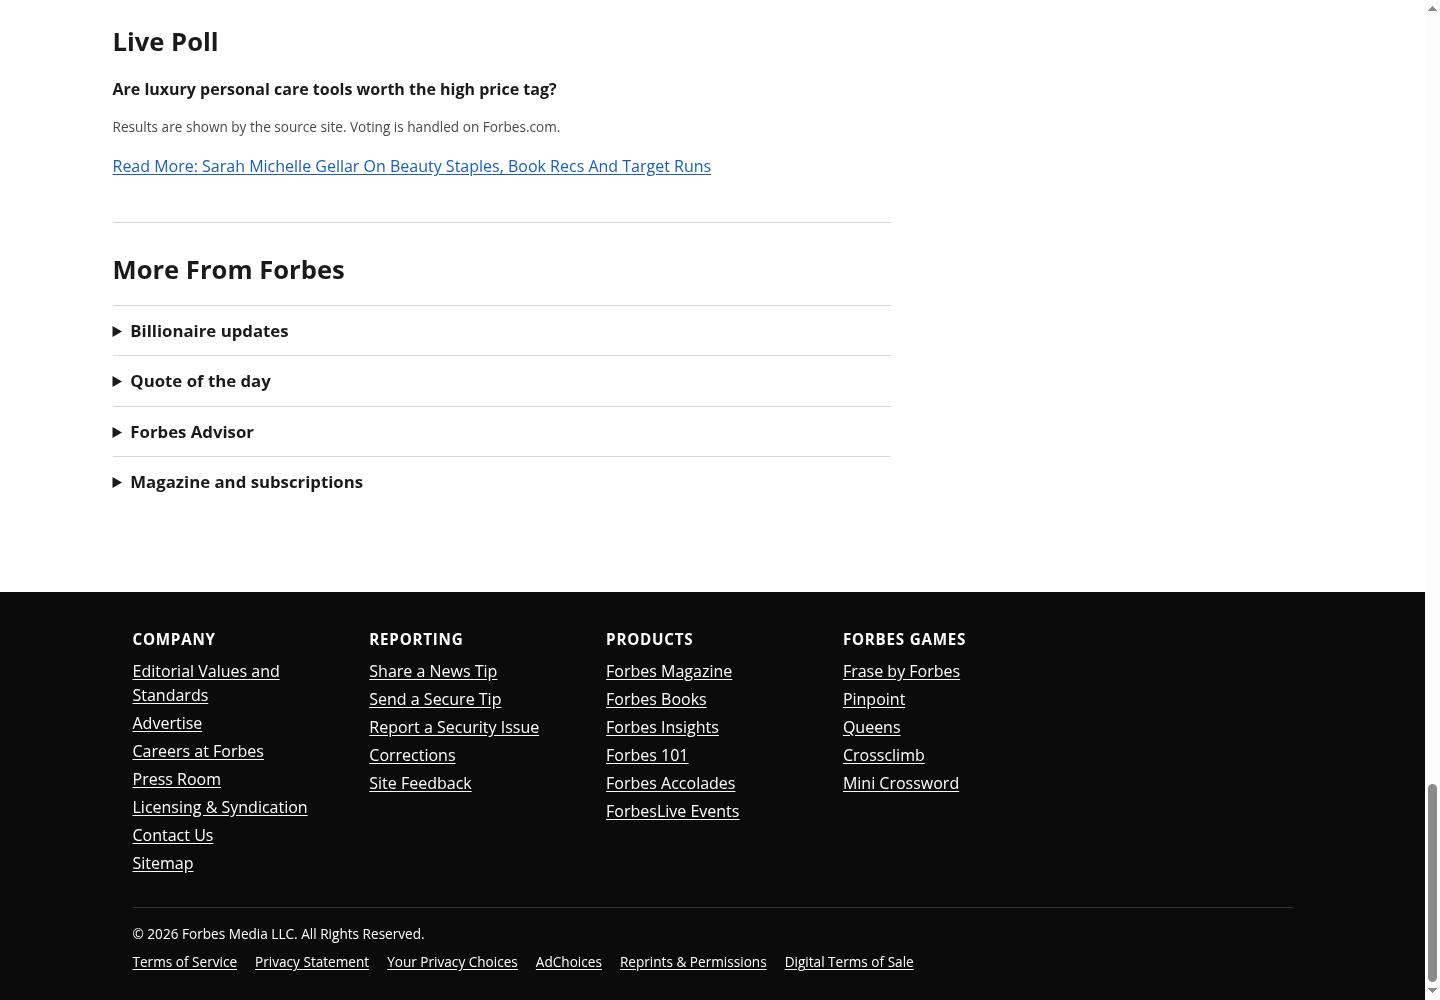 Live Poll
Are luxury personal care tools worth the high price tag?
Results are shown by the source site. Voting is handled on Forbes.com.
Read More: Sarah Michelle Gellar On Beauty Staples, Book Recs And Target Runs
More From Forbes
Billionaire updates
Quote of the day
Forbes Advisor
Magazine and subscriptions
COMPANY
Editorial Values and
Standards
Advertise
Careers at Forbes
Press Room
Licensing & Syndication
Contact Us
Sitemap
REPORTING
Share a News Tip
Send a Secure Tip
Report a Security Issue
Corrections
Site Feedback
PRODUCTS
Forbes Magazine
Forbes Books
Forbes Insights
Forbes 101
Forbes Accolades
ForbesLive Events
FORBES GAMES
Frase by Forbes
Pinpoint
Queens
Crossclimb
Mini Crossword
© 2026 Forbes Media LLC. All Rights Reserved.
Terms of Service Privacy Statement Your Privacy Choices AdChoices Reprints & Permissions Digital Terms of Sale